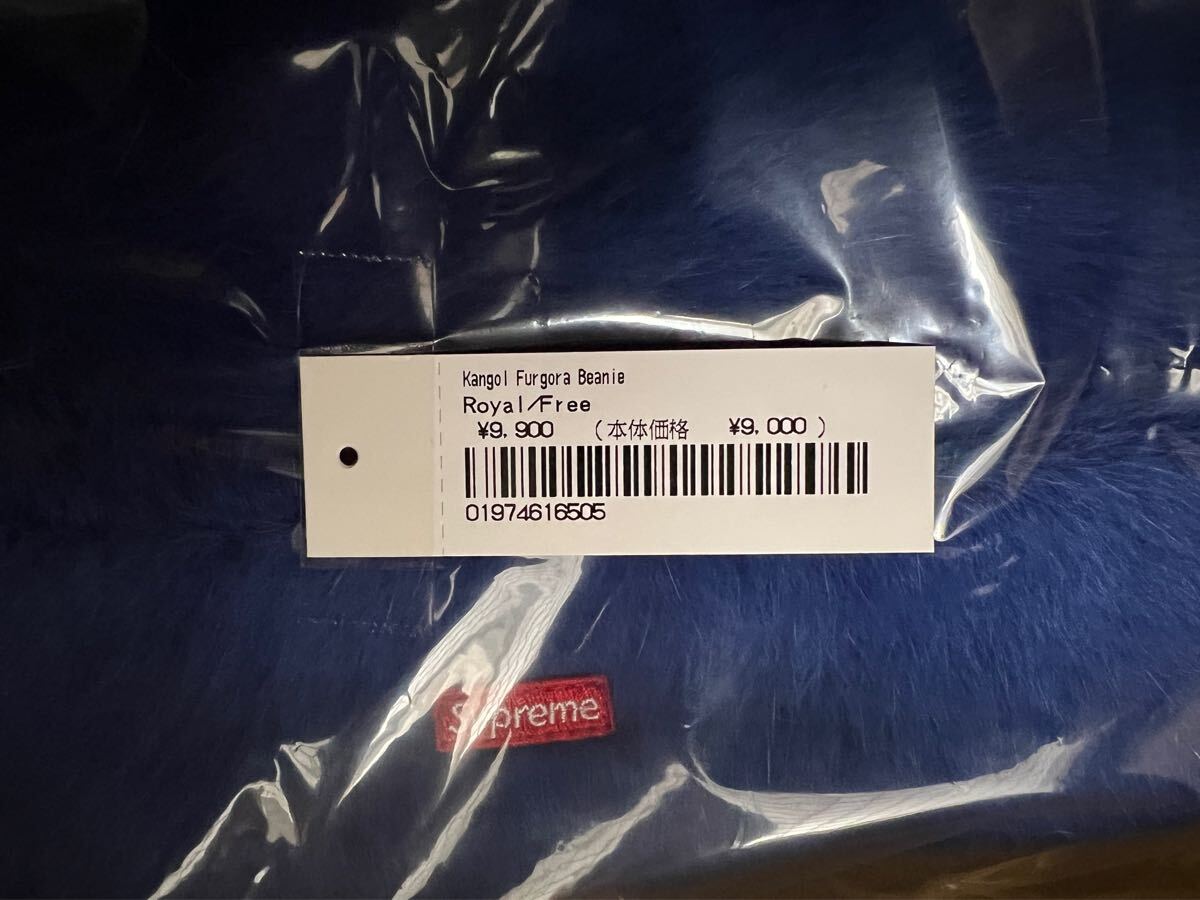 Kangol Furgora Beanie
Royal/Free
¥9,900 (本体価格 ¥9,000 )
01974616505
Supreme